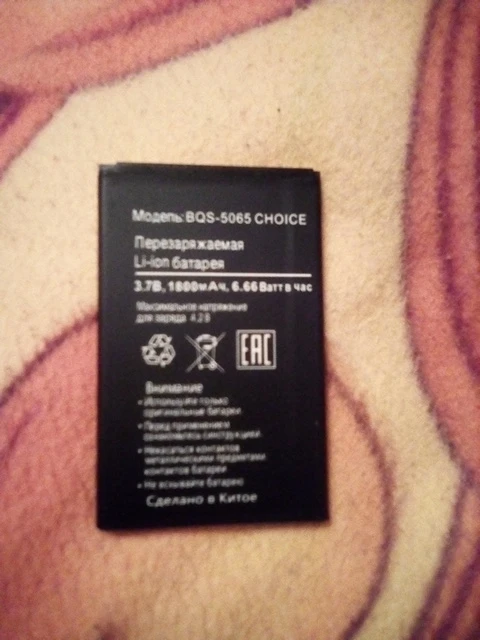 Модель: BQS-5065 CHOICE
Перезаряжаемая
Li-ion батарея
3.7В, 1800мАч, 6.66Ватт в час
Максимальное напряжение
для заряда 4.2В
EAC
Внимание
• Используйте только
оригинальные батареи
• Перед применением
ознакомьтесь с инструкцией
• Не касаться контактов
металлическими предметами
контактов батареи
• Не вскывайте батарею
Сделано в Китое